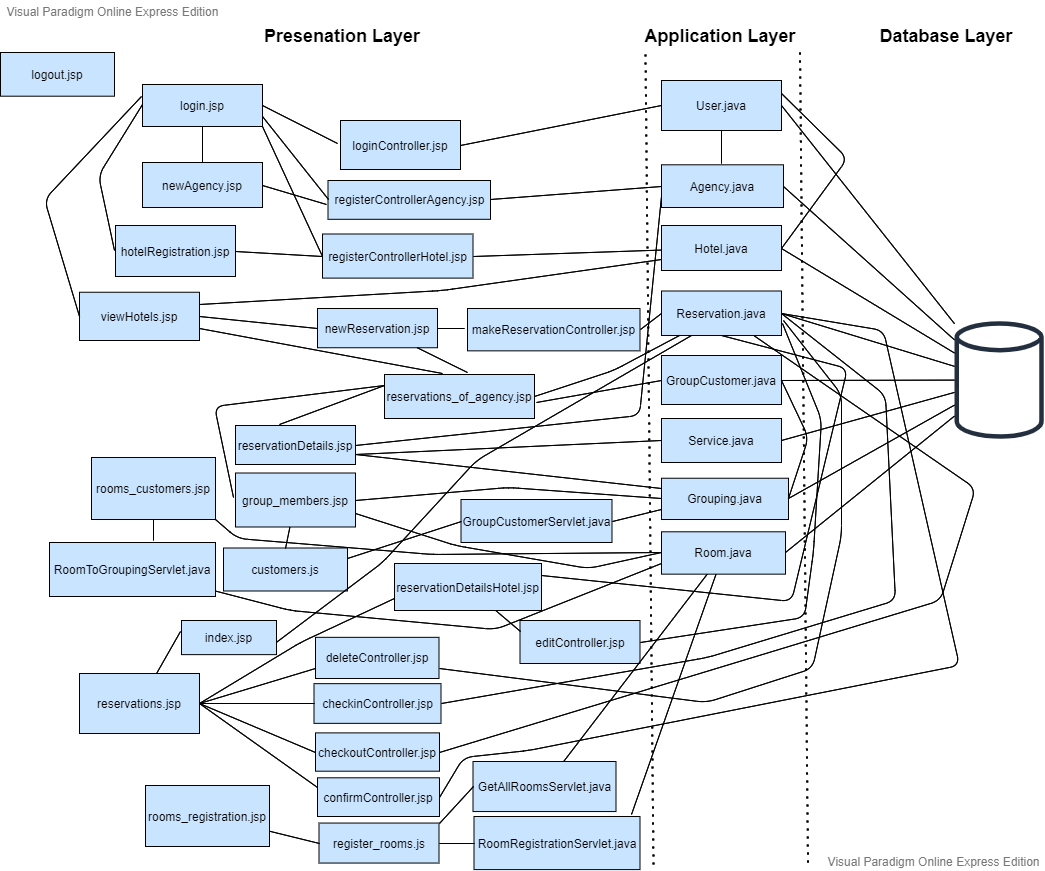 Visual Paradigm Online Express Edition
Presenation Layer
Application Layer
Database Layer
logout.jsp
login.jsp
User.java
loginController.jsp
newAgency.jsp
registerControllerAgency.jsp
Agency.java
hotelRegistration.jsp
registerControllerHotel.jsp
Hotel.java
viewHotels.jsp
newReservation.jsp
makeReservationController.jsp
Reservation.java
reservations_of_agency.jsp
GroupCustomer.java
reservationDetails.jsp
Service.java
rooms_customers.jsp
group_members.jsp
Grouping.java
GroupCustomerServlet.java
RoomToGroupingServlet.java
customers.js
Room.java
reservationDetailsHotel.jsp
index.jsp
editController.jsp
deleteController.jsp
reservations.jsp
checkinController.jsp
checkoutController.jsp
confirmController.jsp
GetAllRoomsServlet.java
rooms_registration.jsp
register_rooms.js
RoomRegistrationServlet.java
Visual Paradigm Online Express Edition